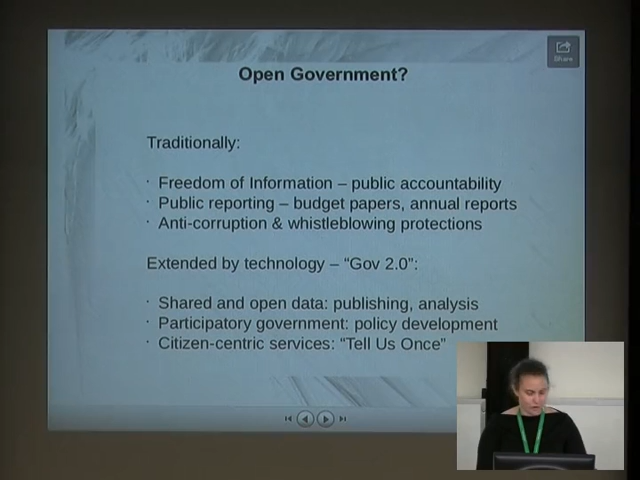 Share
Open Government?
Traditionally:
· Freedom of Information – public accountability
· Public reporting – budget papers, annual reports
· Anti-corruption & whistleblowing protections
Extended by technology – “Gov 2.0”:
· Shared and open data: publishing, analysis
· Participatory government: policy development
· Citizen-centric services: “Tell Us Once”